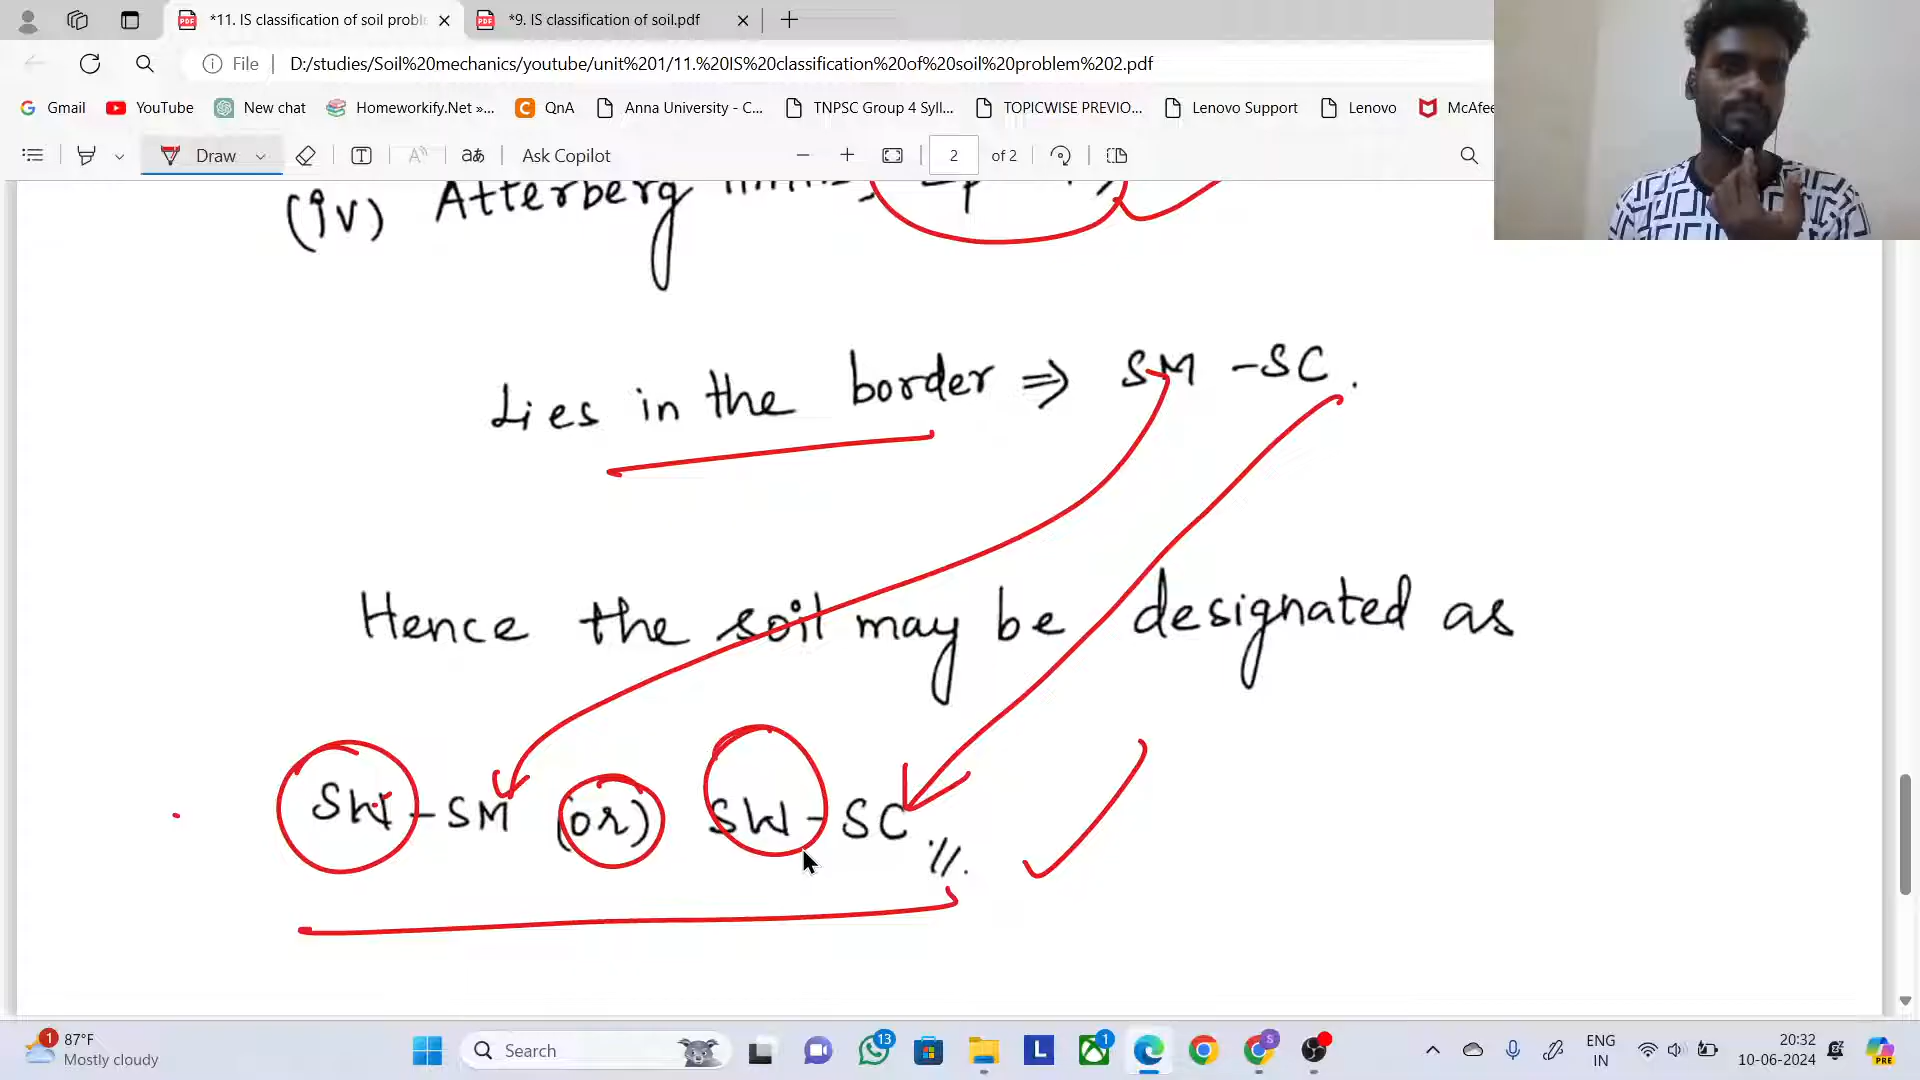 *11. IS classification of soil probl *9. IS classification of soil.pdf
File D:/studies/Soil%20mechanics/youtube/unit%201/11.%20IS%20classification%20of%20soil%20problem%202.pdf
Gmail YouTube New chat Homeworkify.Net »... QnA Anna University - C... TNPSC Group 4 Syll... TOPICWISE PREVIO... Lenovo Support Lenovo McAfee
Draw Ask Copilot 2 of 2
(iv) Atterberg
Lies in the border ⇒ SM - SC.
Hence the soil may be designated as
SW - SM (or) SW - SC //.
87°F
Mostly cloudy
Search
ENG
IN
20:32
10-06-2024